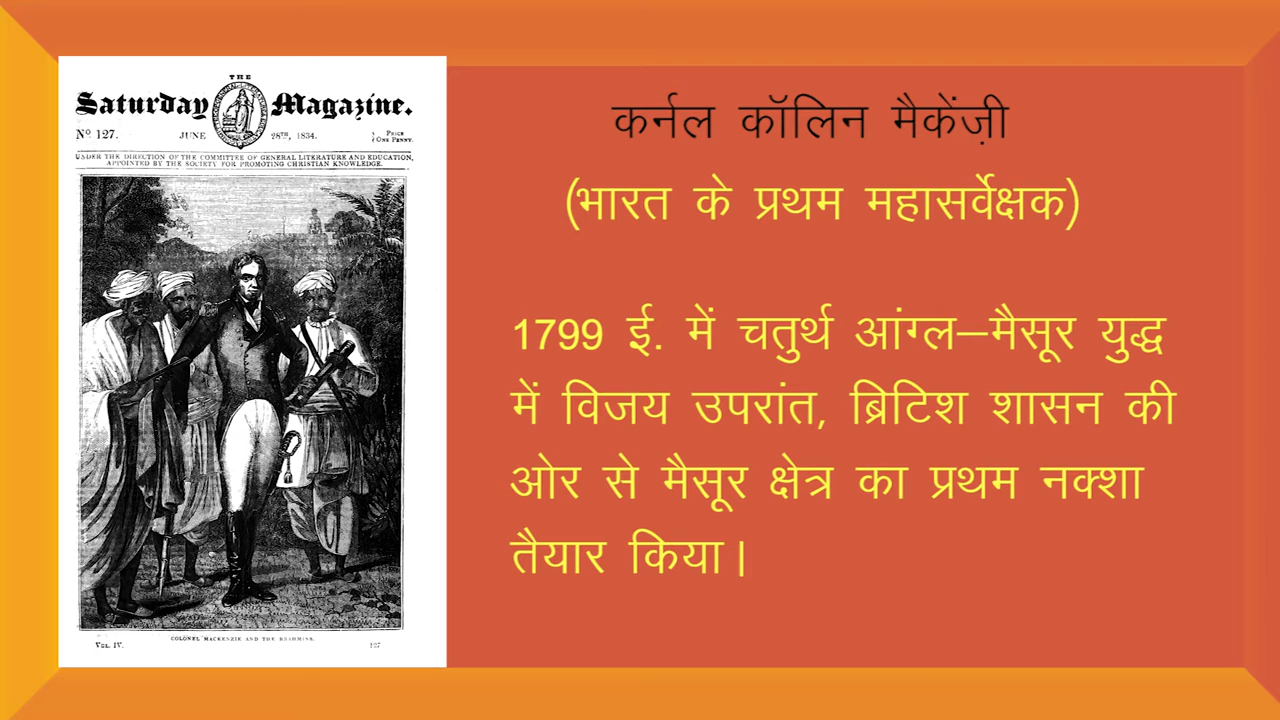 THE
Saturday Magazine.
Nº 127. JUNE 28TH, 1834. PRICE
ONE PENNY.
UNDER THE DIRECTION OF THE COMMITTEE OF GENERAL LITERATURE AND EDUCATION,
APPOINTED BY THE SOCIETY FOR PROMOTING CHRISTIAN KNOWLEDGE.
COLONEL MACKENZIE AND THE BRAHMINS.
VOL. IV. 127
कर्नल कॉलिन मैकेंज़ी
(भारत के प्रथम महासर्वेक्षक)
1799 ई. में चतुर्थ आंग्ल–मैसूर युद्ध
में विजय उपरांत, ब्रिटिश शासन की
ओर से मैसूर क्षेत्र का प्रथम नक्शा
तैयार किया।